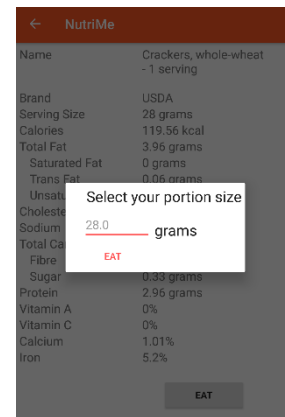 ← NutriMe
Name Crackers, whole-wheat
- 1 serving
Brand USDA
Serving Size 28 grams
Calories 119.56 kcal
Total Fat 3.96 grams
Saturated Fat 0 grams
Trans Fat 0.06 grams
Select your portion size
28.0 grams
EAT
Fibre
Sugar 0.33 grams
Protein 2.96 grams
Vitamin A 0%
Vitamin C 0%
Calcium 1.01%
Iron 5.2%
EAT